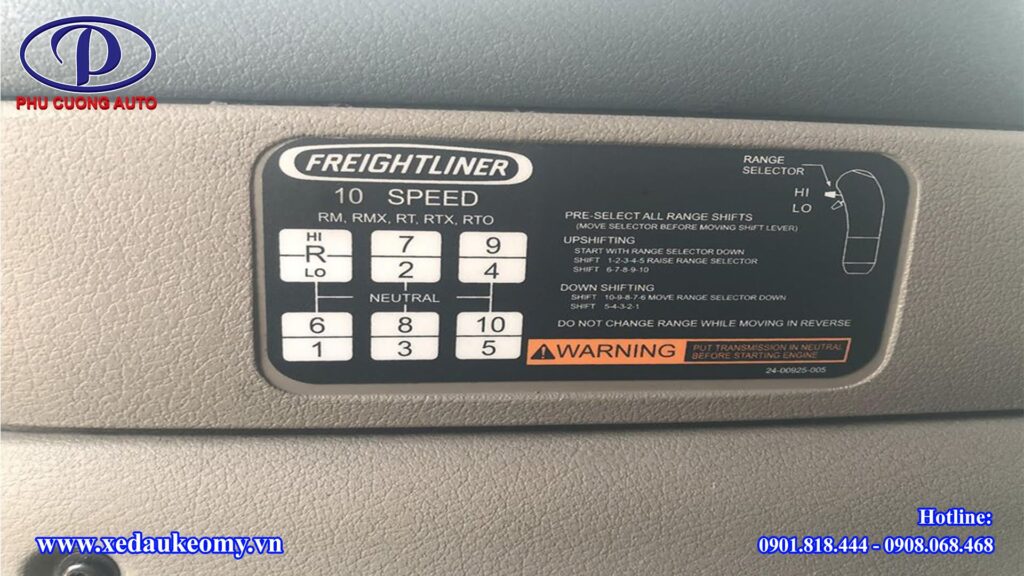 PHU CUONG AUTO
FREIGHTLINER
10 SPEED
RM, RMX, RT, RTX, RTO
HI
R
LO
7
2
9
4
NEUTRAL
6
1
8
3
10
5
RANGE
SELECTOR
HI
LO
PRE-SELECT ALL RANGE SHIFTS
(MOVE SELECTOR BEFORE MOVING SHIFT LEVER)
UPSHIFTING
START WITH RANGE SELECTOR DOWN
SHIFT 1-2-3-4-5 RAISE RANGE SELECTOR
SHIFT 6-7-8-9-10
DOWN SHIFTING
SHIFT 10-9-8-7-6 MOVE RANGE SELECTOR DOWN
SHIFT 5-4-3-2-1
DO NOT CHANGE RANGE WHILE MOVING IN REVERSE
WARNING
PUT TRANSMISSION IN NEUTRAL
BEFORE STARTING ENGINE
24-00925-005
www.xedaukeomy.vn
Hotline:
0901.818.444 - 0908.068.468